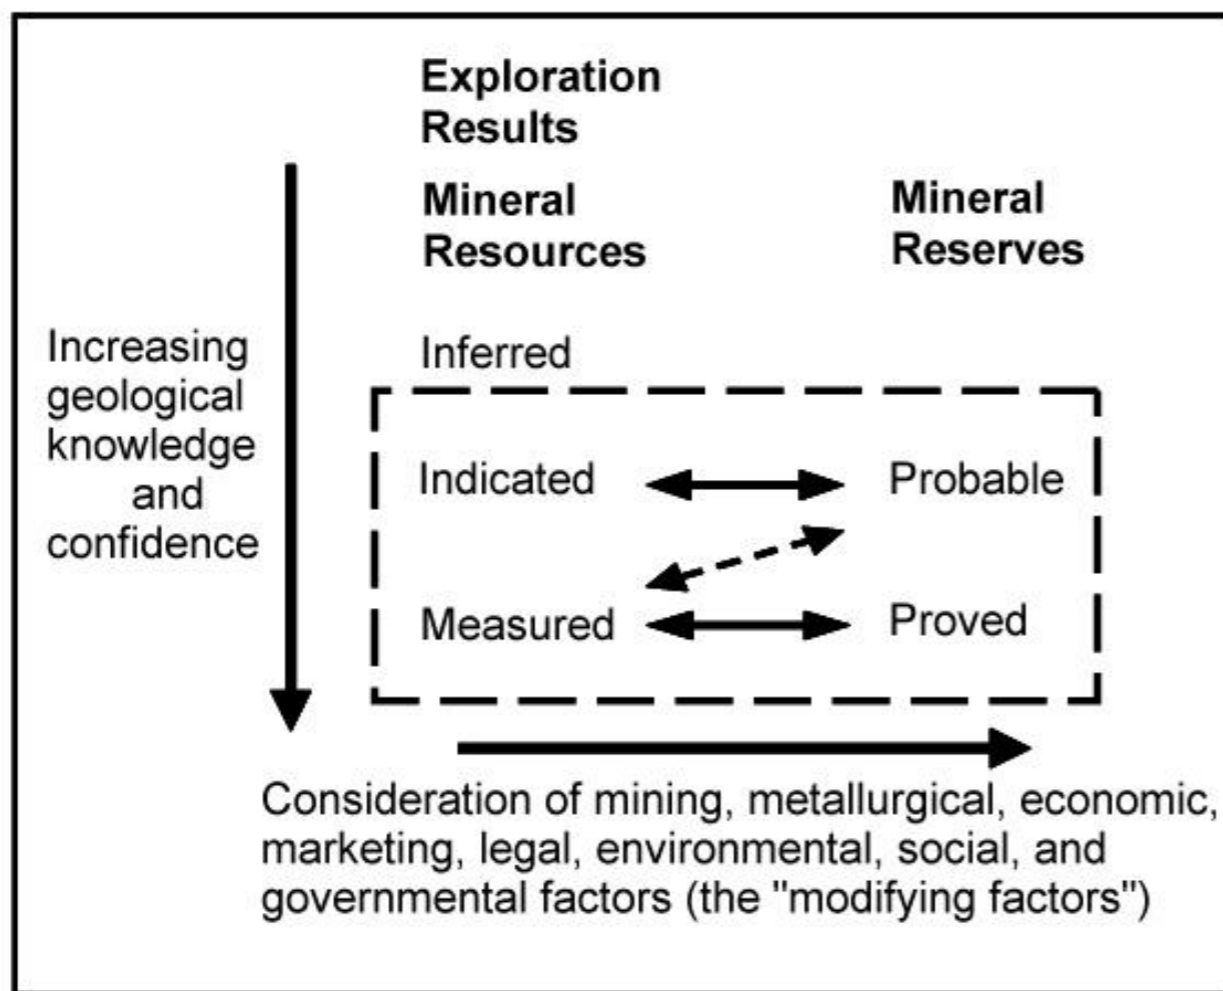 Exploration
Results
Mineral
Resources
Mineral
Reserves
Increasing
geological
knowledge
and
confidence
Inferred
Indicated
Probable
Measured
Proved
Consideration of mining, metallurgical, economic,
marketing, legal, environmental, social, and
governmental factors (the "modifying factors")